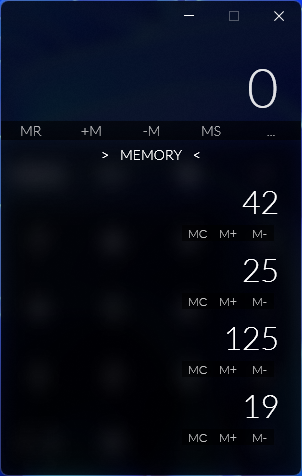 0
MR +M -M MS ...
> MEMORY <
42
MC M+ M-
25
MC M+ M-
125
MC M+ M-
19
MC M+ M-